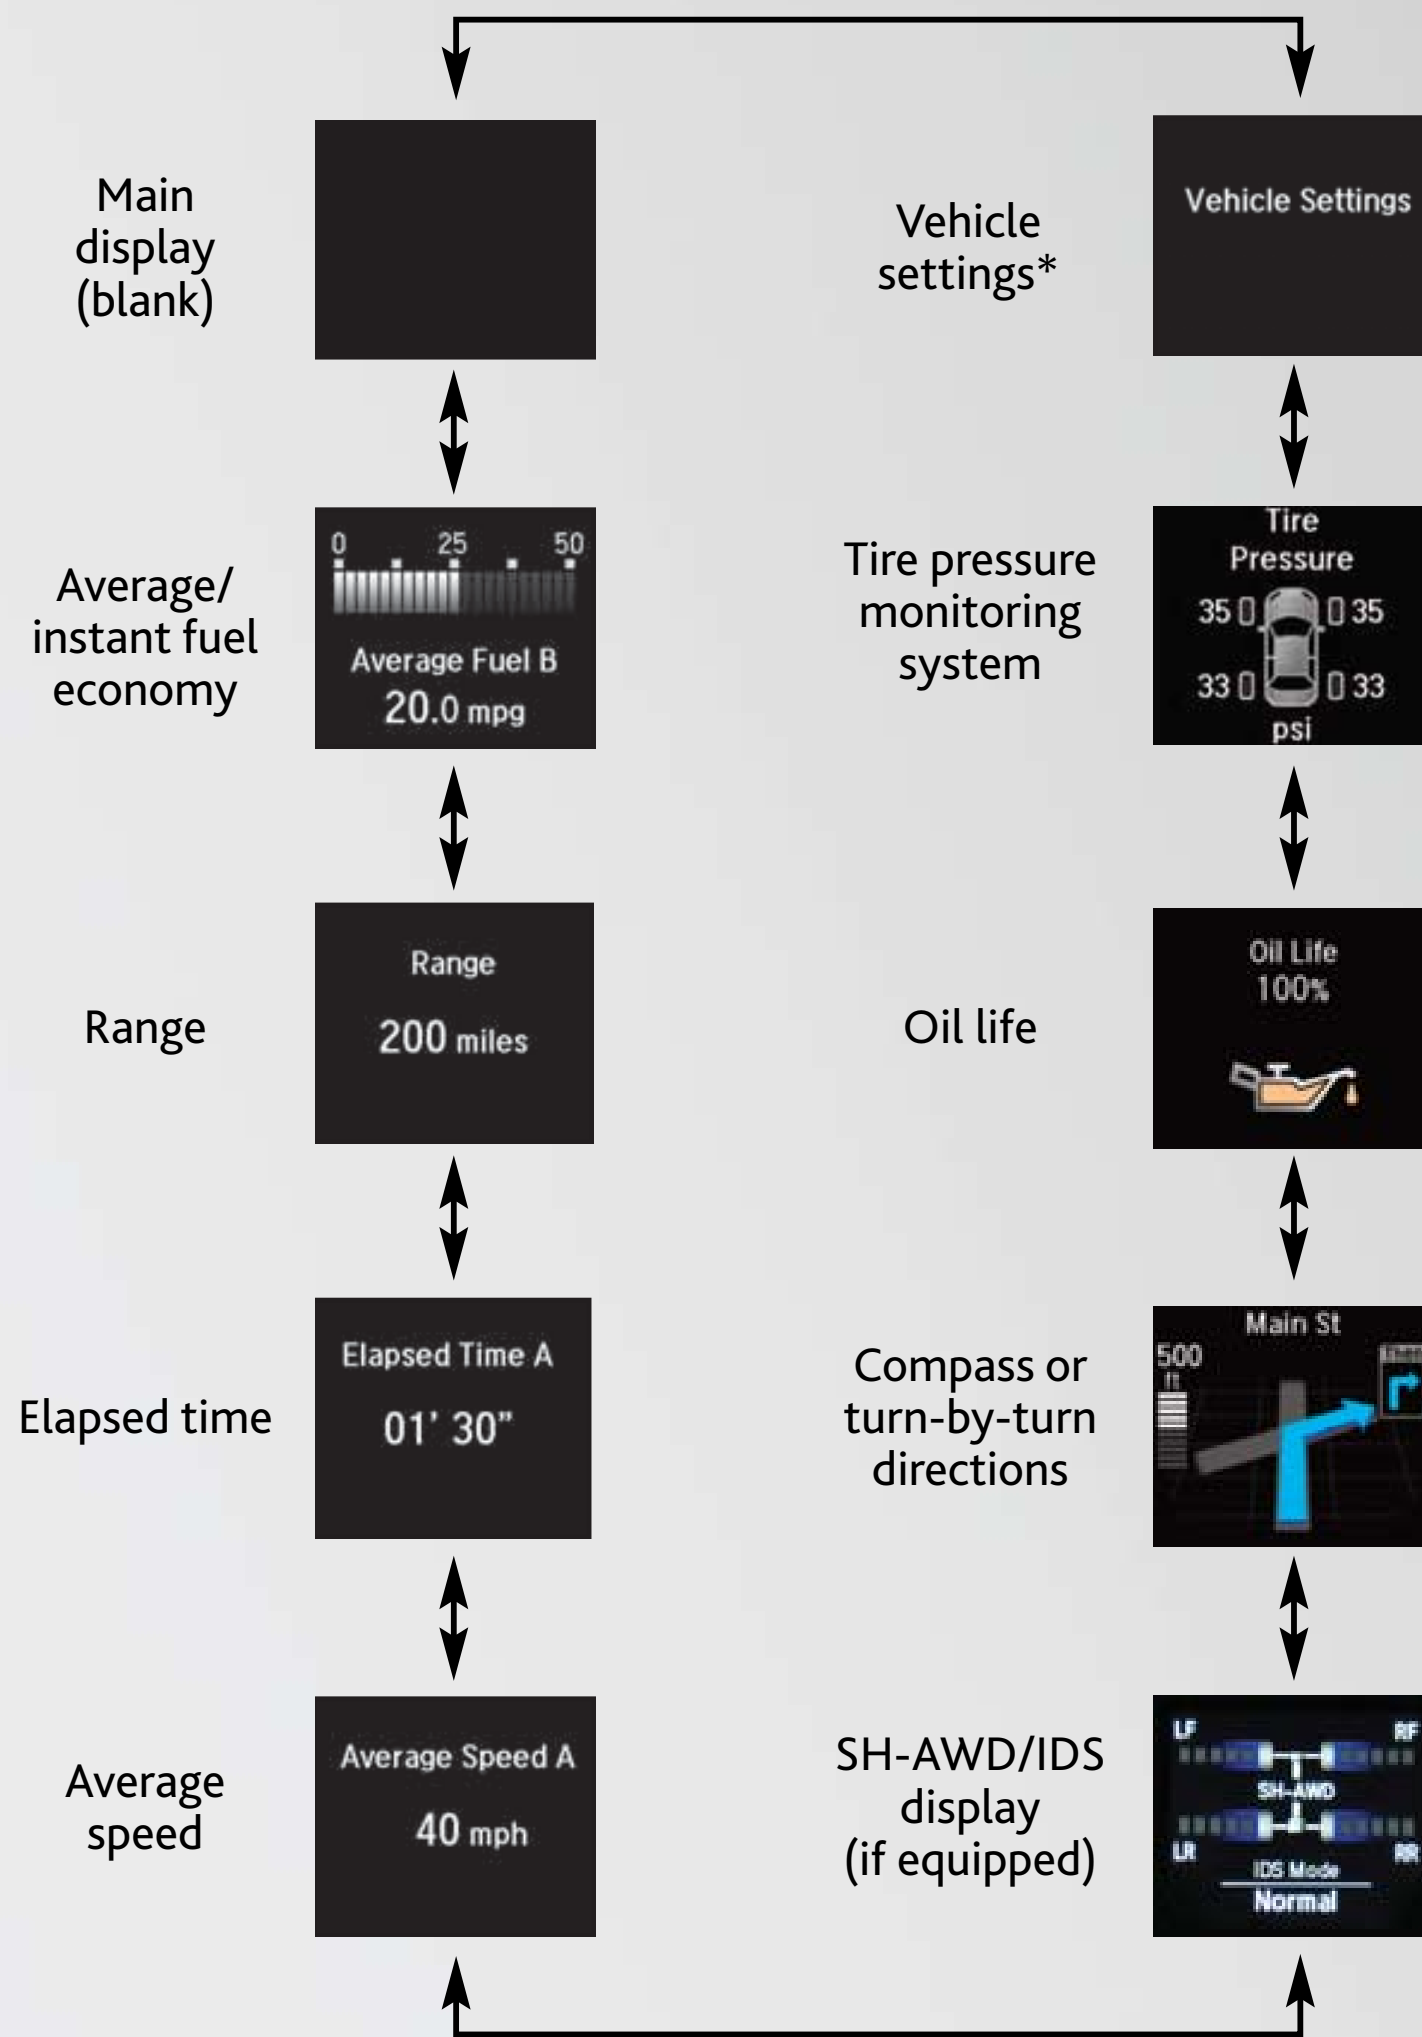 Main
display
(blank)
Average/
instant fuel
economy
0 25 50
Average Fuel B
20.0 mpg
Range
Range
200 miles
Elapsed time
Elapsed Time A
01' 30"
Average
speed
Average Speed A
40 mph
Vehicle
settings*
Vehicle Settings
Tire pressure
monitoring
system
Tire
Pressure
35 35
33 33
psi
Oil life
Oil Life
100%
Compass or
turn-by-turn
directions
Main St
500
ft
SH-AWD/IDS
display
(if equipped)
LF RF
SH-AWD
LR RR
IDS Mode
Normal